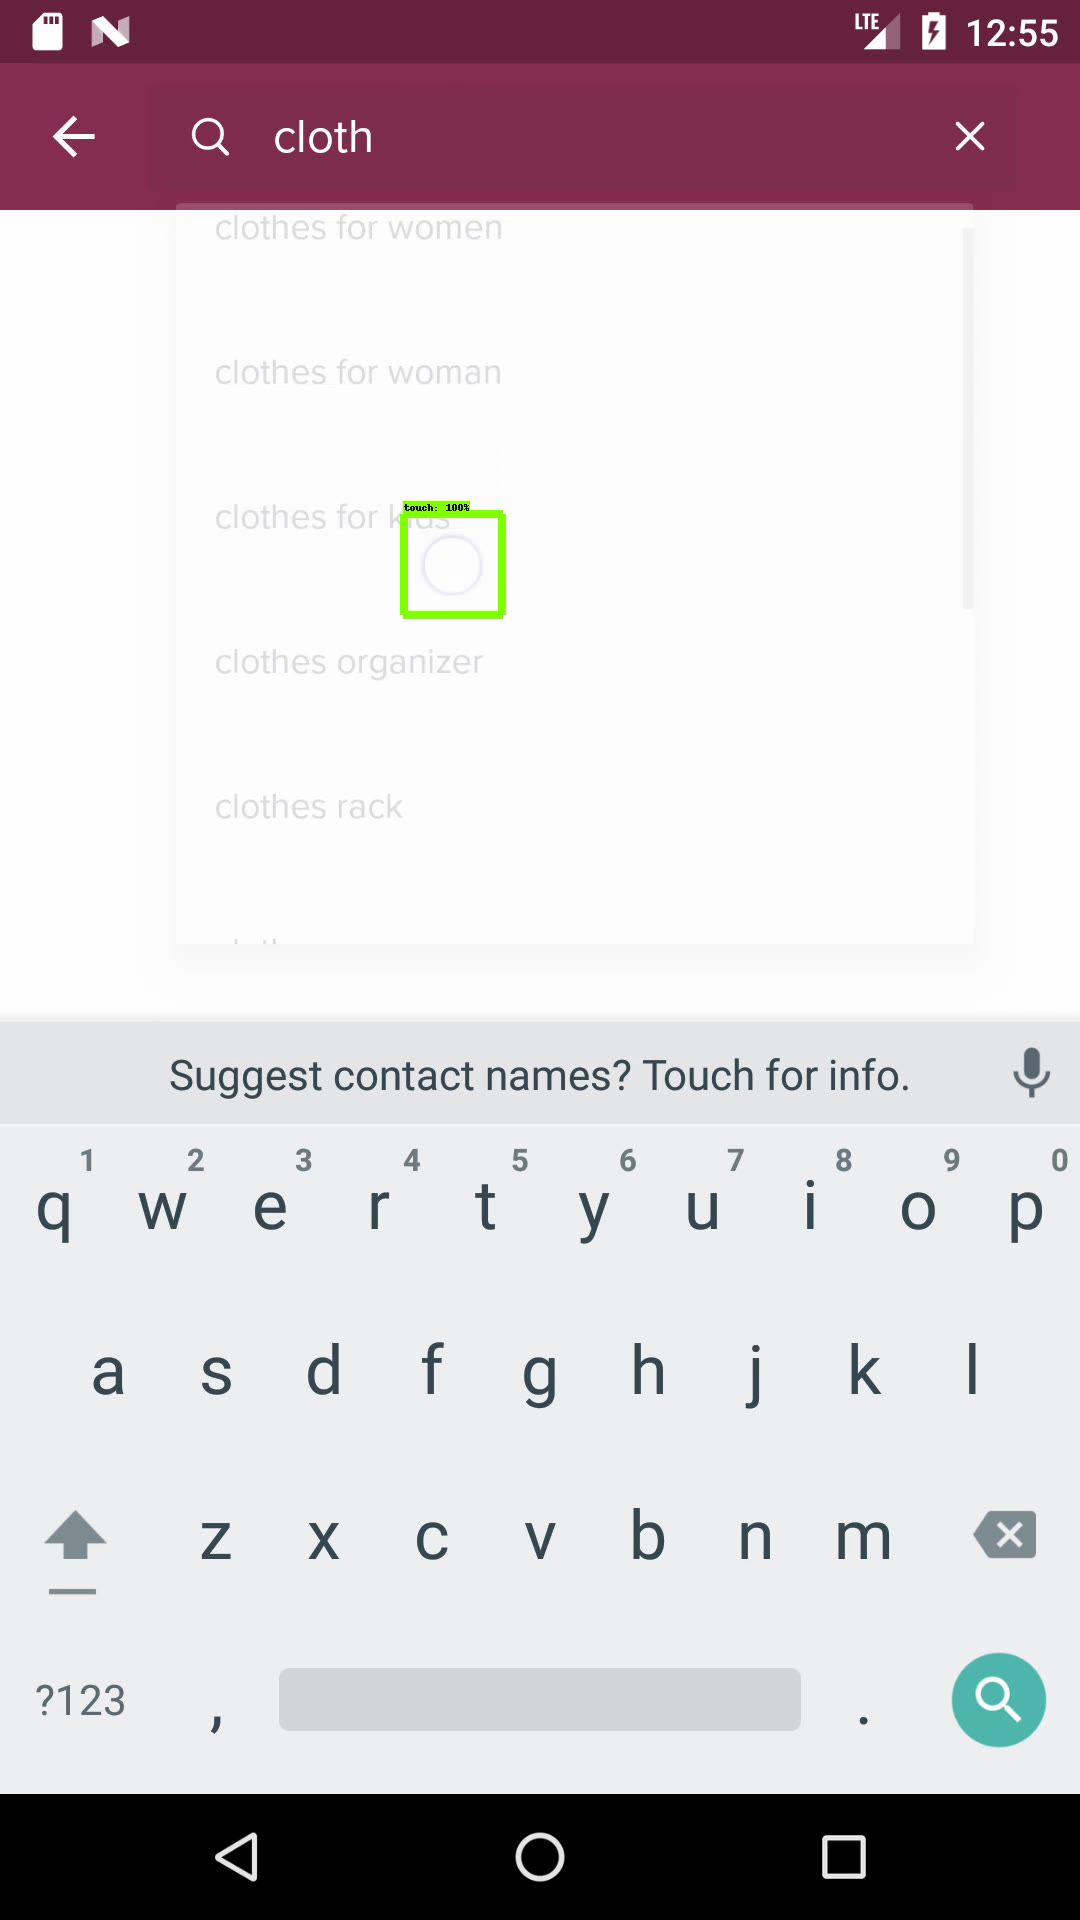 LTE 12:55
cloth
clothes for women
clothes for woman
touch: 100%
clothes for kids
clothes organizer
clothes rack
Suggest contact names? Touch for info.
1 2 3 4 5 6 7 8 9 0
q w e r t y u i o p
a s d f g h j k l
z x c v b n m
?123 , .